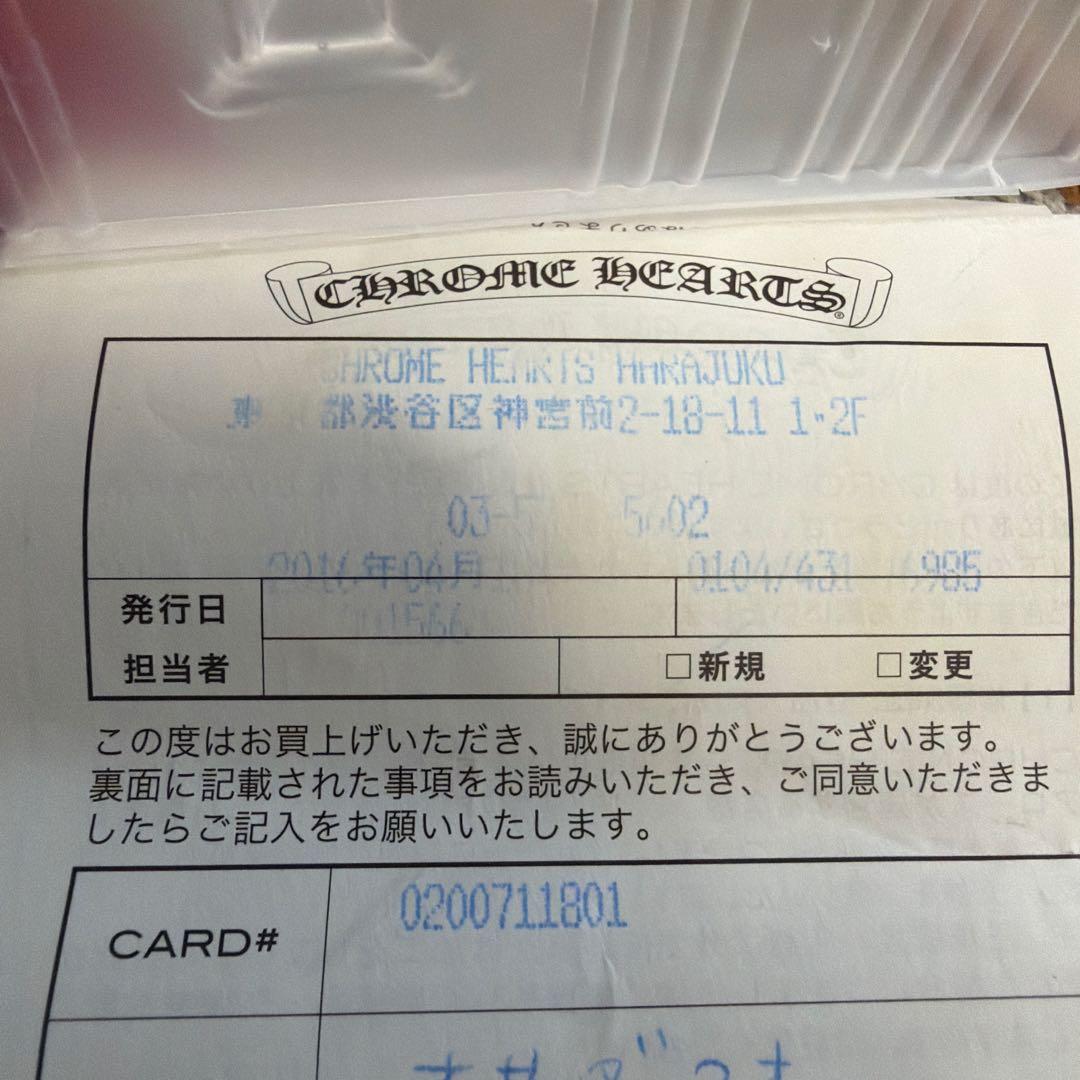 CHROME HEARTS
CHROME HEARTS HARAJUKU
都渋谷区神宮前2-18-11 1・2F
03-
2016年04月
0104/431
発行日
担当者 □新規 □変更
この度はお買上げいただき、誠にありがとうございます。
裏面に記載された事項をお読みいただき、ご同意いただきま
したらご記入をお願いいたします。
CARD# 0200711801